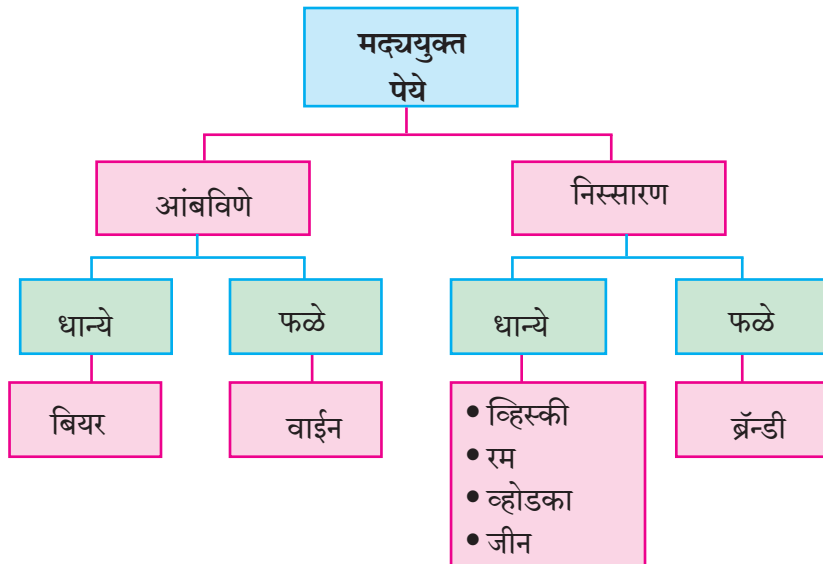 मद्ययुक्त
पेये
आंबविणे
निस्सारण
धान्ये
फळे
धान्ये
फळे
बियर
वाईन
• व्हिस्की
• रम
• व्होडका
• जीन
ब्रॅन्डी